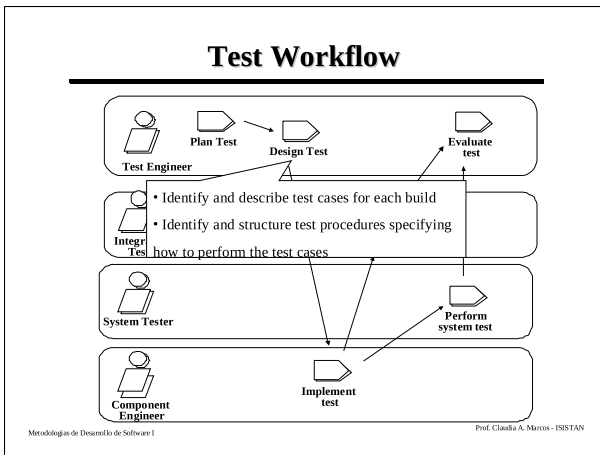 Test Workflow
Plan Test
Design Test
Evaluate
test
Test Engineer
• Identify and describe test cases for each build
• Identify and structure test procedures specifying
how to perform the test cases
System Tester
Perform
system test
Implement
test
Component
Engineer
Metodologias de Desarrollo de Software I
Prof. Claudia A. Marcos - ISISTAN